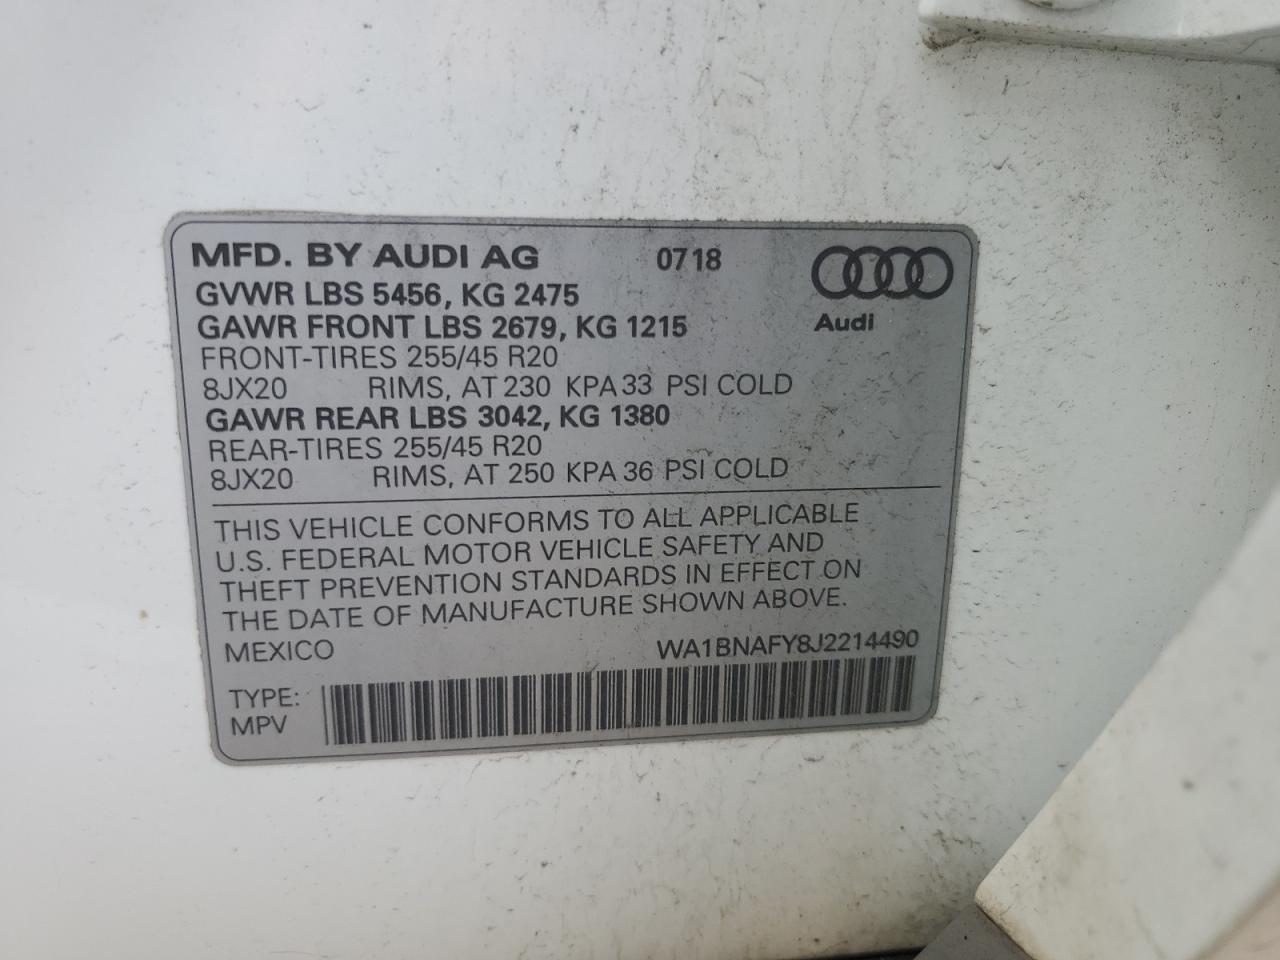 MFD. BY AUDI AG 0718
GVWR LBS 5456, KG 2475
GAWR FRONT LBS 2679, KG 1215
Audi
FRONT-TIRES 255/45 R20
8JX20 RIMS, AT 230 KPA 33 PSI COLD
GAWR REAR LBS 3042, KG 1380
REAR-TIRES 255/45 R20
8JX20 RIMS, AT 250 KPA 36 PSI COLD
THIS VEHICLE CONFORMS TO ALL APPLICABLE
U.S. FEDERAL MOTOR VEHICLE SAFETY AND
THEFT PREVENTION STANDARDS IN EFFECT ON
THE DATE OF MANUFACTURE SHOWN ABOVE.
MEXICO WA1BNAFY8J2214490
TYPE:
MPV